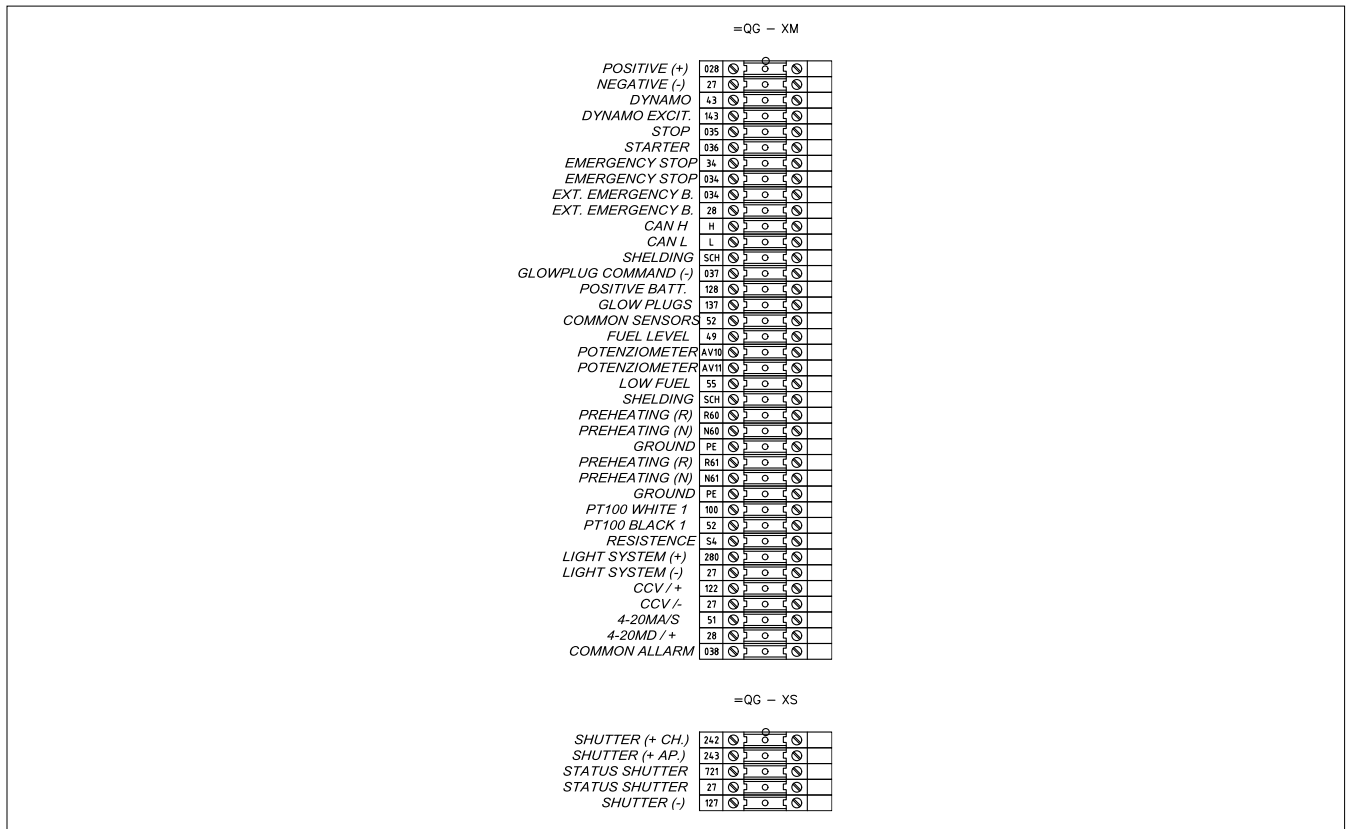 =QG - XM
POSITIVE (+) 028
NEGATIVE (-) 27
DYNAMO 43
DYNAMO EXCIT. 143
STOP 035
STARTER 036
EMERGENCY STOP 34
EMERGENCY STOP 034
EXT. EMERGENCY B. 034
EXT. EMERGENCY B. 28
CAN H H
CAN L L
SHELDING SCH
GLOWPLUG COMMAND (-) 037
POSITIVE BATT. 128
GLOW PLUGS 137
COMMON SENSORS 52
FUEL LEVEL 49
POTENZIOMETER AV10
POTENZIOMETER AV11
LOW FUEL 55
SHELDING SCH
PREHEATING (R) R60
PREHEATING (N) N60
GROUND PE
PREHEATING (R) R61
PREHEATING (N) N61
GROUND PE
PT100 WHITE 1 100
PT100 BLACK 1 52
RESISTENCE S4
LIGHT SYSTEM (+) 280
LIGHT SYSTEM (-) 27
CCV / + 122
CCV /- 27
4-20MA/S 51
4-20MD / + 28
COMMON ALLARM 038
=QG - XS
SHUTTER (+ CH.) 242
SHUTTER (+ AP.) 243
STATUS SHUTTER 721
STATUS SHUTTER 27
SHUTTER (-) 127